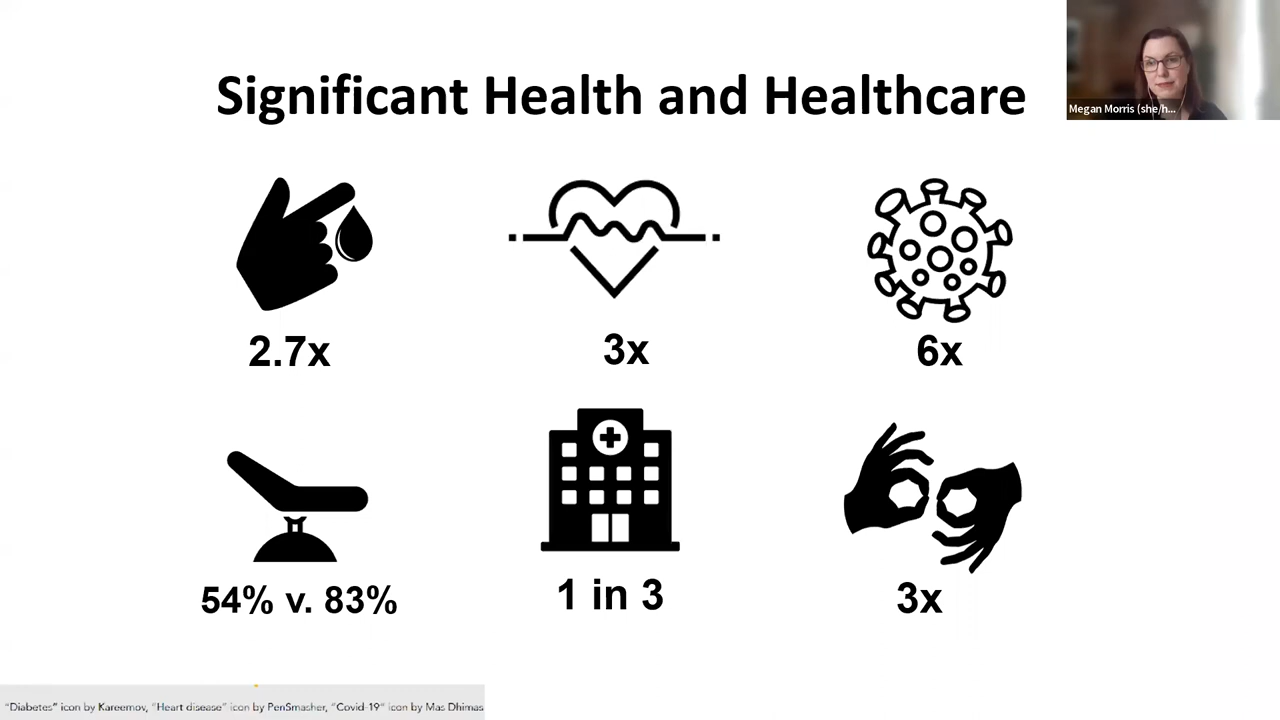 Significant Health and Healthcare
Megan Morris (she/h...
2.7x
3x
6x
54% v. 83%
1 in 3
3x
"Diabetes" icon by Kareemov, "Heart disease" icon by PenSmasher, "Covid-19" icon by Mas Dhimas